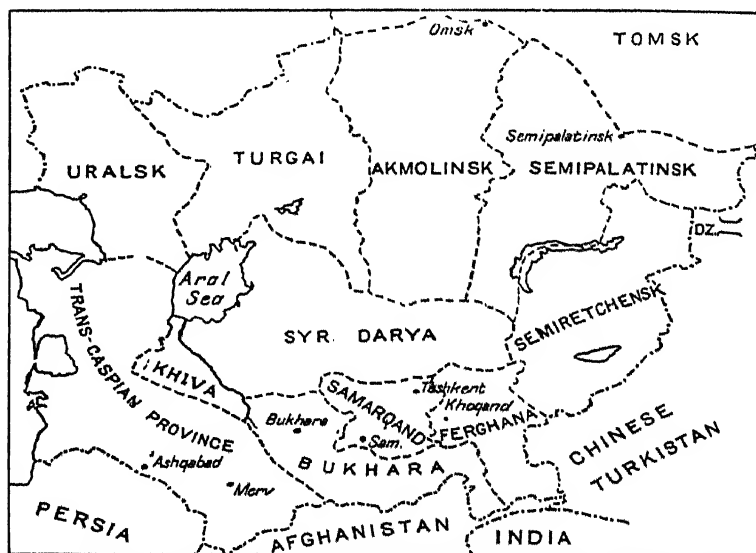 Omsk
TOMSK
Semipalatinsk
URALSK
TURGAI
AKMOLINSK
SEMIPALATINSK
DZ.
Aral
Sea
TRANS-CASPIAN PROVINCE
SYR. DARYA
SEMIRETCHENSK
KHIVA
SAMARQAND
Tashkent
Khoqand
Bukhara
Sam.
FERGHANA
BUKHARA
CHINESE
TURKISTAN
Ashqabad
Merv
PERSIA
AFGHANISTAN
INDIA